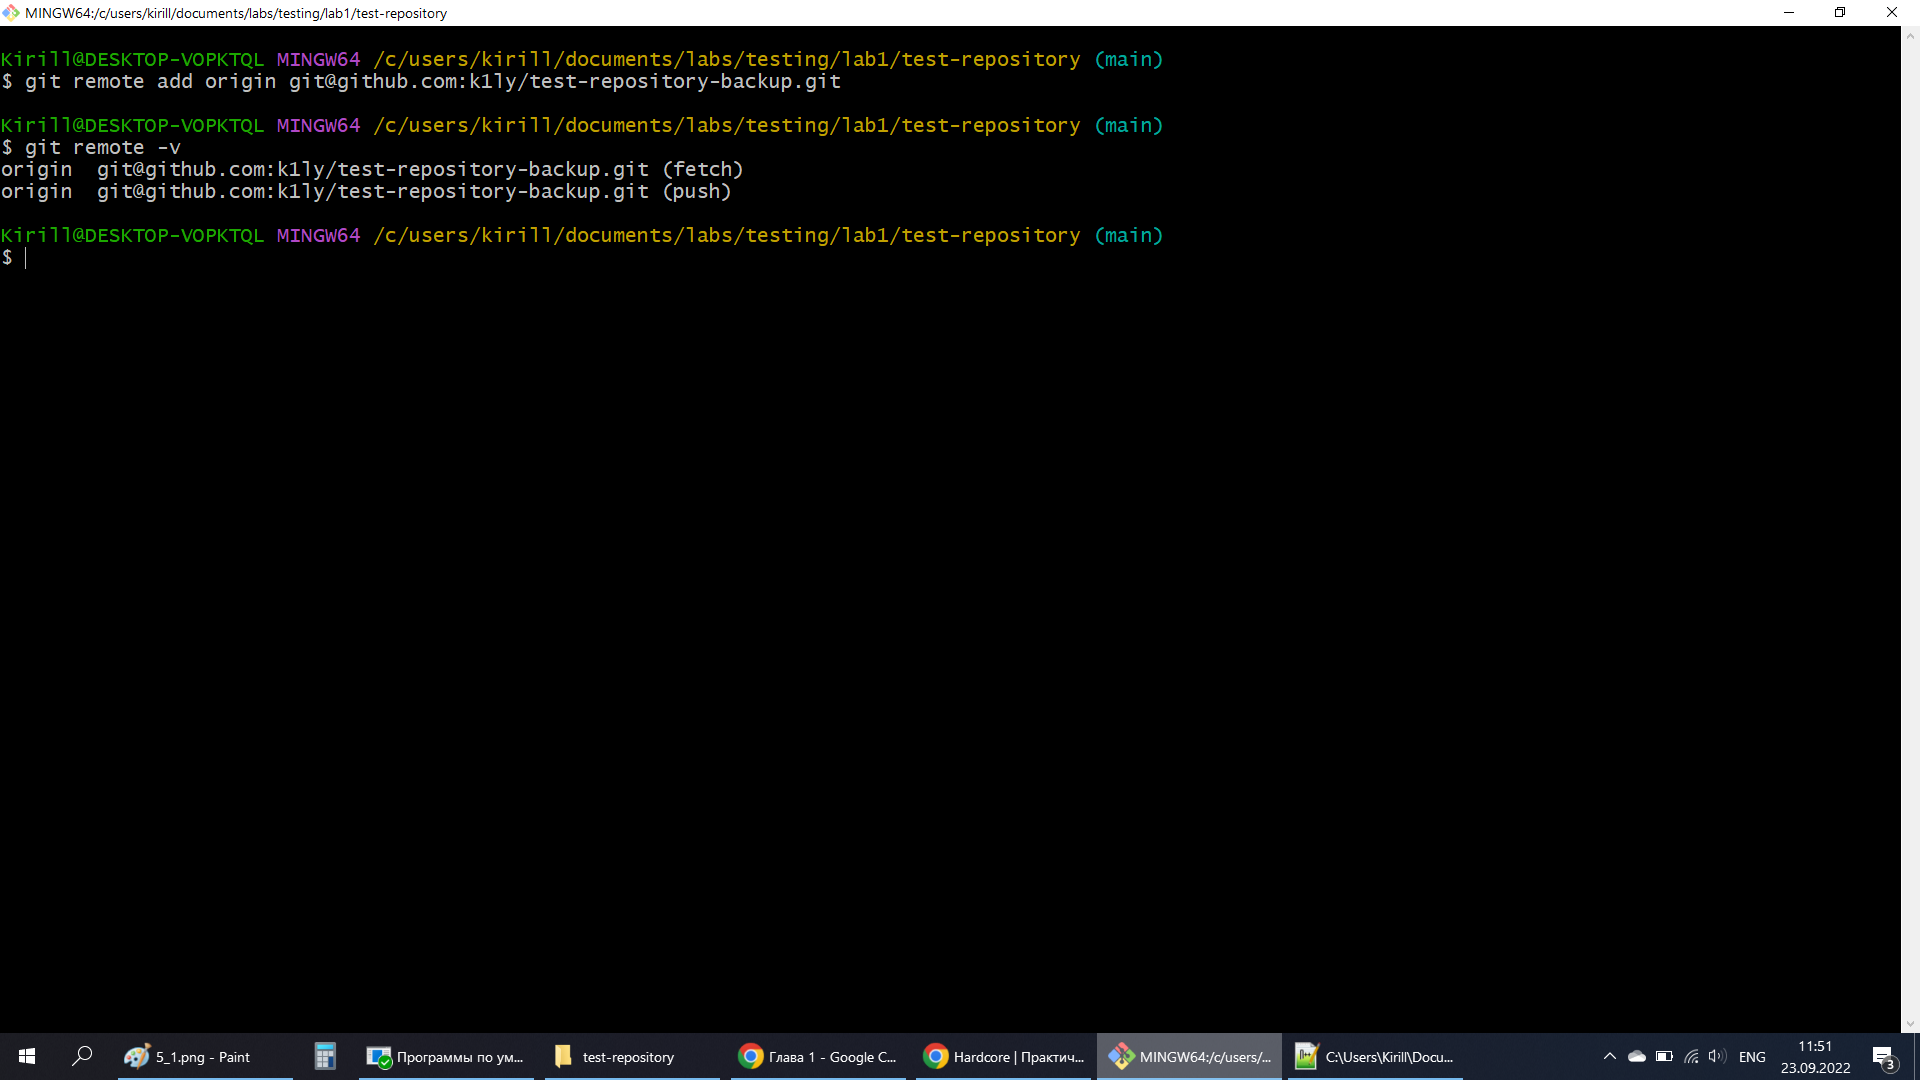 MINGW64:/c/users/kirill/documents/labs/testing/lab1/test-repository
Kirill@DESKTOP-VOPKTQL MINGW64 /c/users/kirill/documents/labs/testing/lab1/test-repository (main)
$ git remote add origin git@github.com:k1ly/test-repository-backup.git
Kirill@DESKTOP-VOPKTQL MINGW64 /c/users/kirill/documents/labs/testing/lab1/test-repository (main)
$ git remote -v
origin  git@github.com:k1ly/test-repository-backup.git (fetch)
origin  git@github.com:k1ly/test-repository-backup.git (push)
Kirill@DESKTOP-VOPKTQL MINGW64 /c/users/kirill/documents/labs/testing/lab1/test-repository (main)
$
5_1.png - Paint
Программы по ум...
test-repository
Глава 1 - Google C...
Hardcore | Практич...
MINGW64:/c/users/...
C:\Users\Kirill\Docu...
ENG
11:51
23.09.2022
3